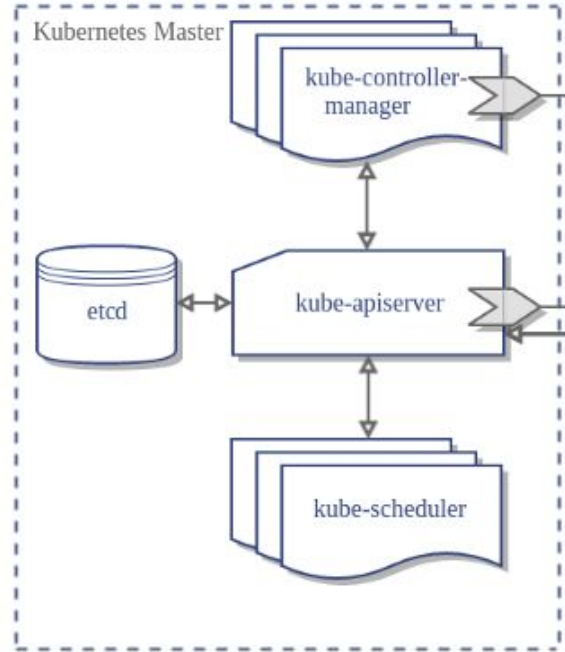 Kubernetes Master
kube-controller-
manager
etcd
kube-apiserver
kube-scheduler